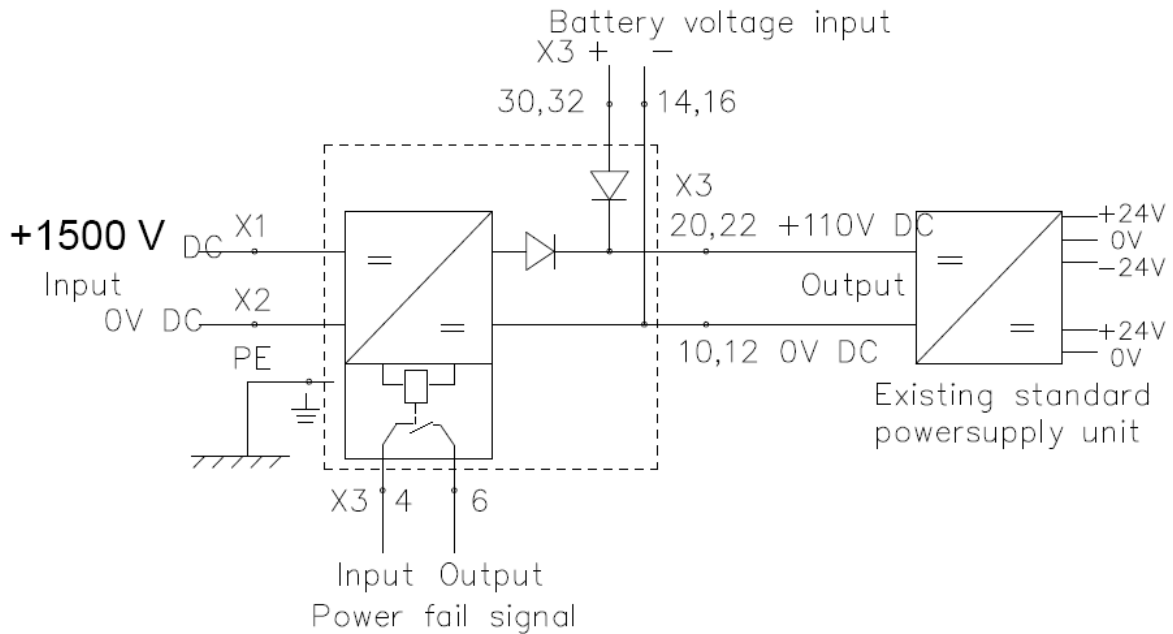 Battery voltage input
X3 + −
30,32 14,16
X3
+1500 V DC X1
20,22 +110V DC
+24V
0V
-24V
Input
Output
X2
0V DC
+24V
0V
PE
10,12 0V DC
Existing standard
powersupply unit
X3 4 6
Input Output
Power fail signal